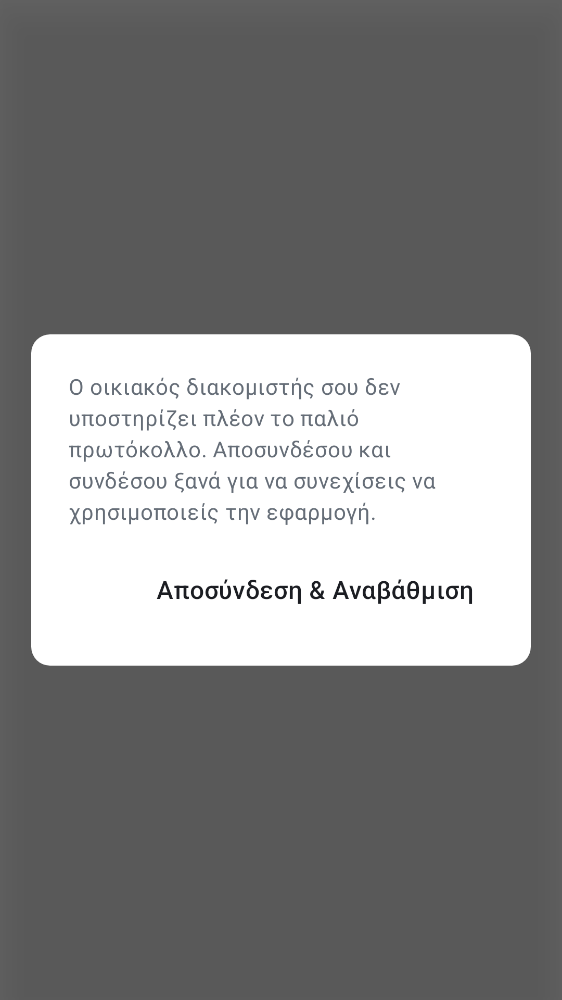 Ο οικιακός διακομιστής σου δεν
υποστηρίζει πλέον το παλιό
πρωτόκολλο. Αποσυνδέσου και
συνδέσου ξανά για να συνεχίσεις να
χρησιμοποιείς την εφαρμογή.
Αποσύνδεση & Αναβάθμιση